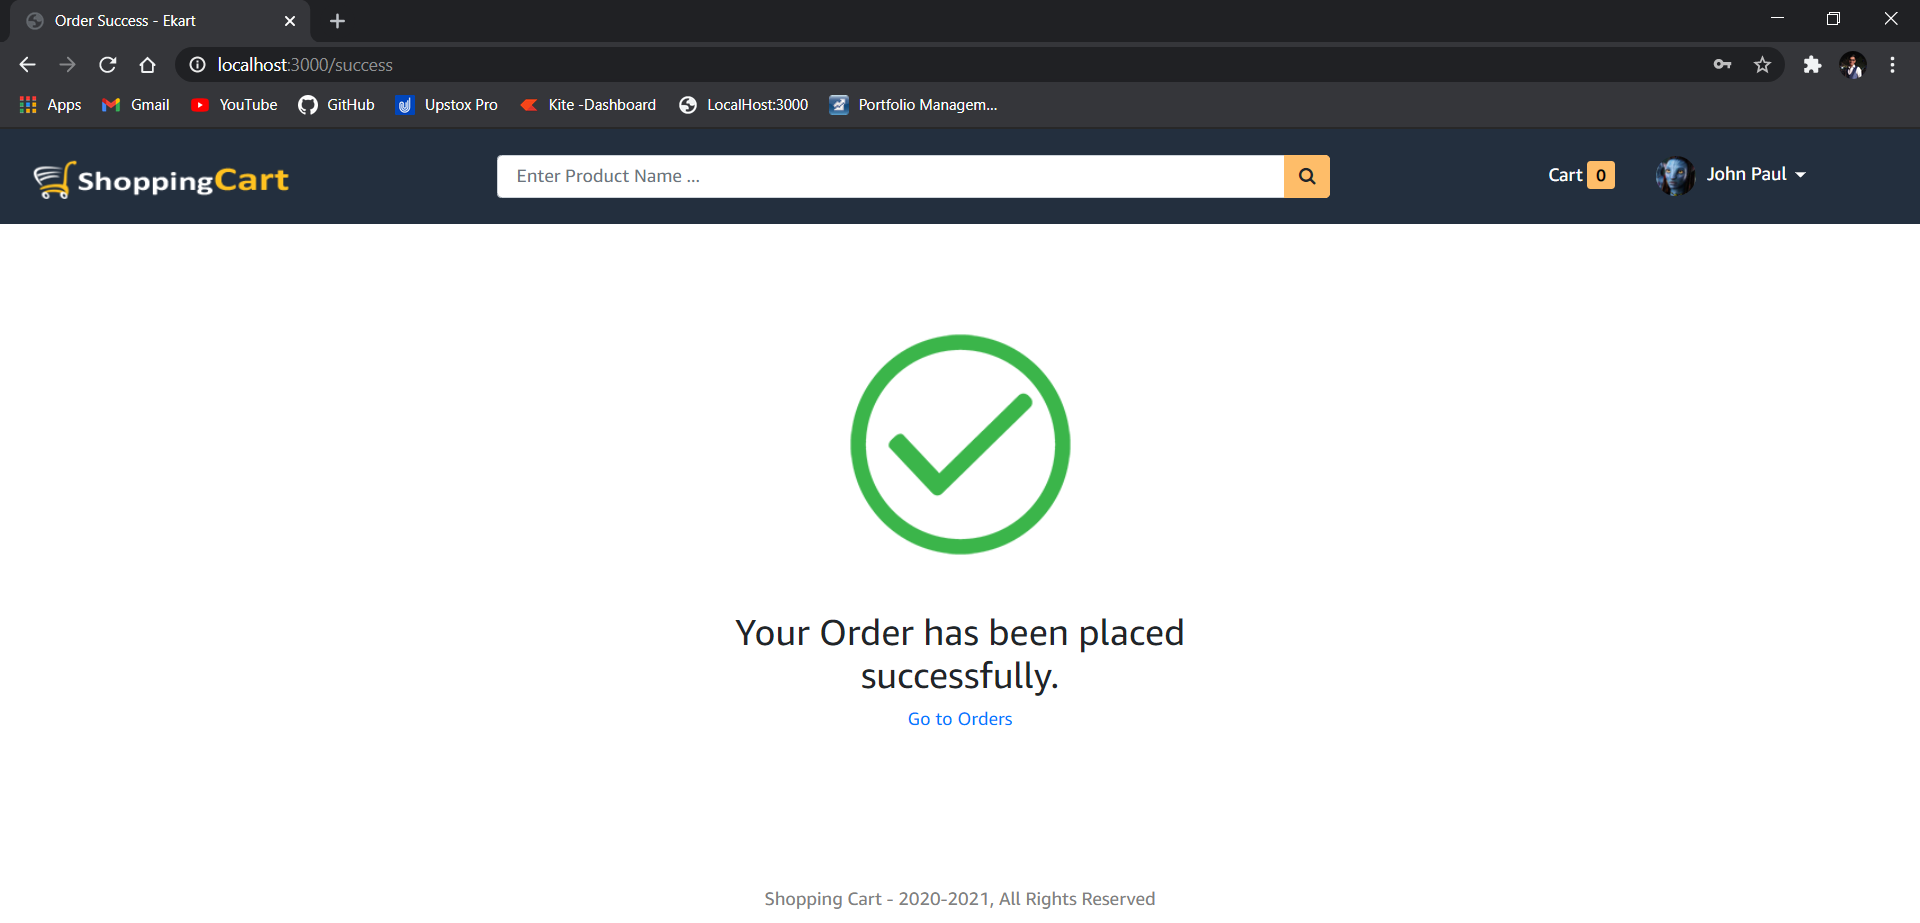 Order Success - Ekart
localhost:3000/success
Apps Gmail YouTube GitHub Upstox Pro Kite -Dashboard LocalHost:3000 Portfolio Managem...
ShoppingCart Enter Product Name ... Cart 0 John Paul
Your Order has been placed
successfully.
Go to Orders
Shopping Cart - 2020-2021, All Rights Reserved